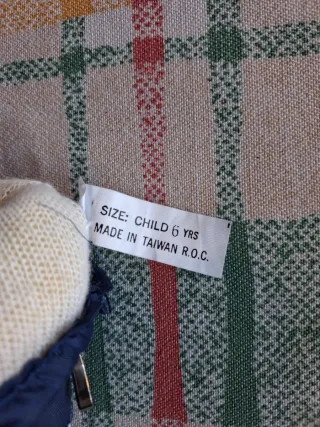 SIZE: CHILD 6 YRS
MADE IN TAIWAN R.O.C.